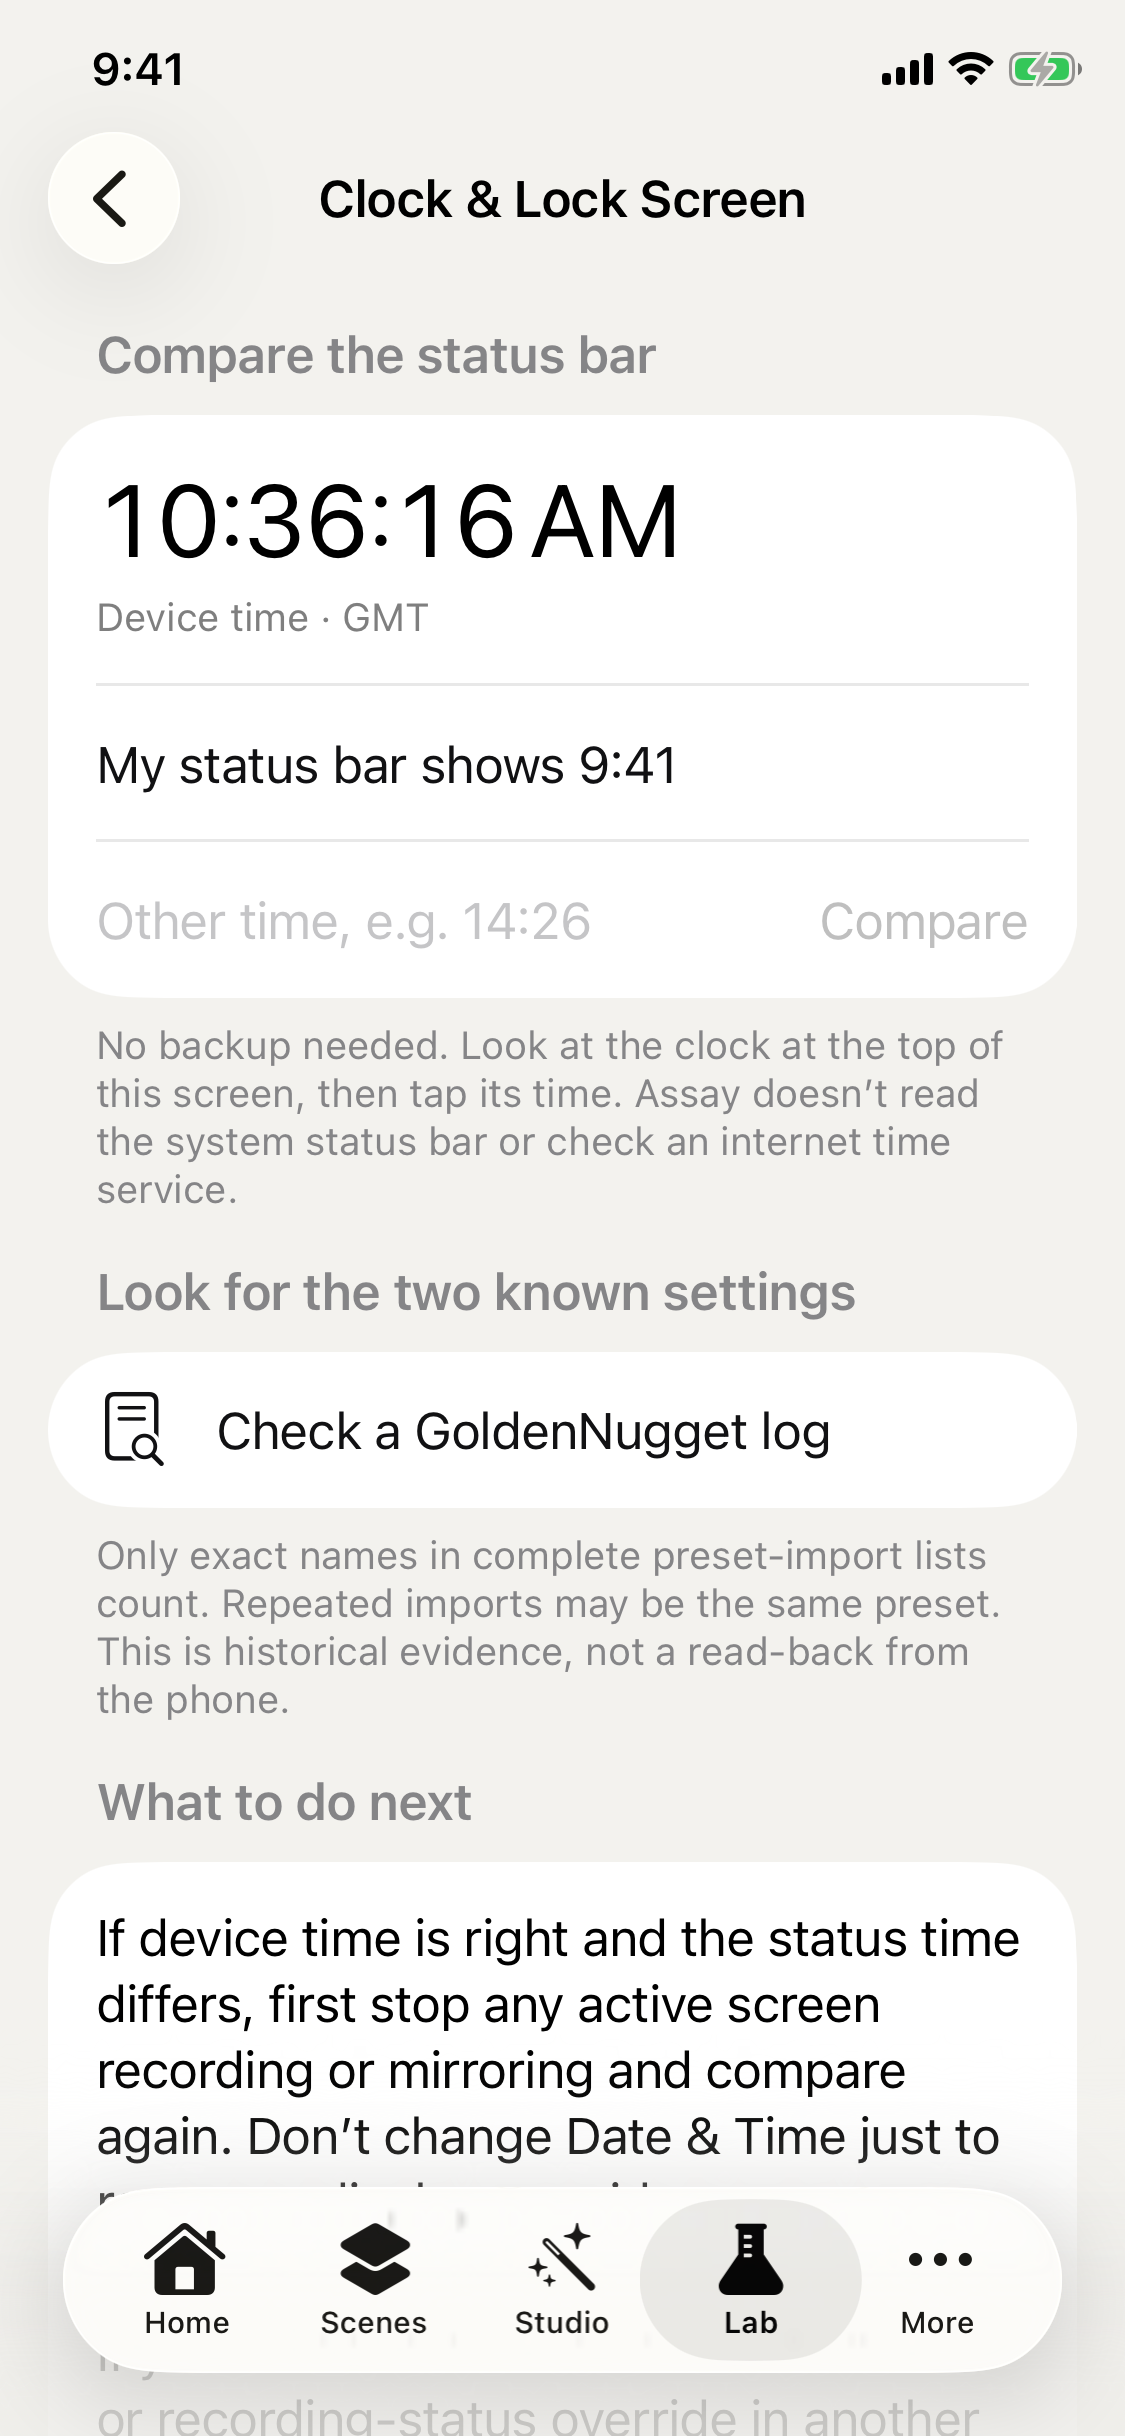 9:41
Clock & Lock Screen
Compare the status bar
10:36:16 AM
Device time · GMT
My status bar shows 9:41
Other time, e.g. 14:26
Compare
No backup needed. Look at the clock at the top of
this screen, then tap its time. Assay doesn’t read
the system status bar or check an internet time
service.
Look for the two known settings
Check a GoldenNugget log
Only exact names in complete preset-import lists
count. Repeated imports may be the same preset.
This is historical evidence, not a read-back from
the phone.
What to do next
If device time is right and the status time
differs, first stop any active screen
recording or mirroring and compare
again. Don’t change Date & Time just to
Home
Scenes
Studio
Lab
More
or recording-status override in another